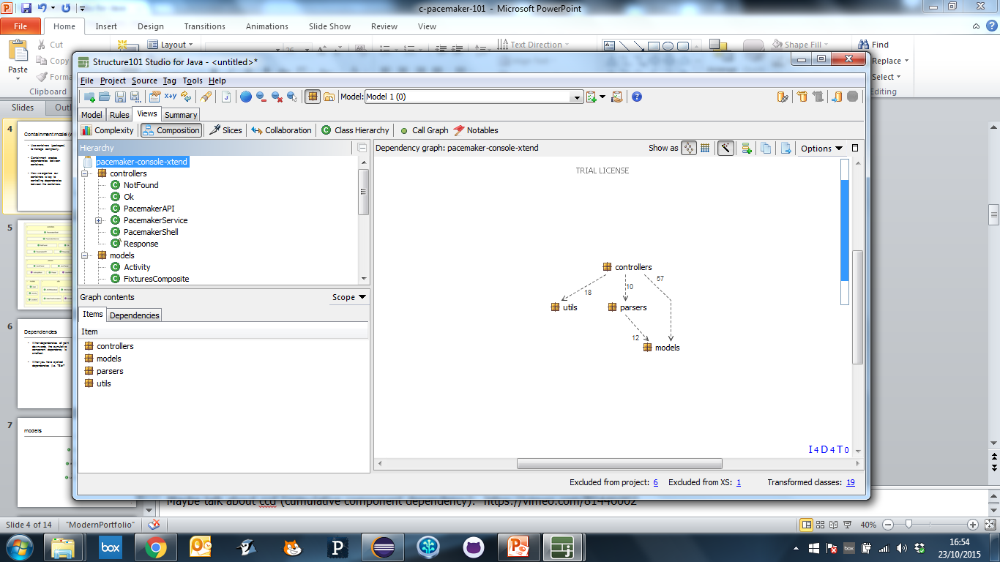 c-pacemaker-101 - Microsoft PowerPoint
File Home Insert Design Transitions Animations Slide Show Review View
Paste
Cut
Copy
Clipboard
Layout
Text Direction
Shape Fill
Find
Replace
Select
Editing
Slides
4
Containment model
5
6
Dependencies
7
models
Structure101 Studio for Java - <untitled>*
File Project Source Tag Tools Help
Model: Model 1 (0)
Model Rules Views Summary
Complexity Composition Slices Collaboration Class Hierarchy Call Graph Notables
Hierarchy
pacemaker-console-xtend
controllers
NotFound
Ok
PacemakerAPI
PacemakerService
PacemakerShell
Response
models
Activity
FixturesComposite
Graph contents Scope
Items Dependencies
Item
controllers
models
parsers
utils
Dependency graph: pacemaker-console-xtend Show as Options
TRIAL LICENSE
controllers
57
18 10
utils parsers
12
models
I4 D4 T0
Excluded from project: 6 Excluded from XS: 1 Transformed classes: 19
Maybe talk about ccd (cumulative component dependency). https://vimeo.com/81440002
Slide 4 of 14 "ModernPortfolio" 40%
box
P
box
16:54
23/10/2015